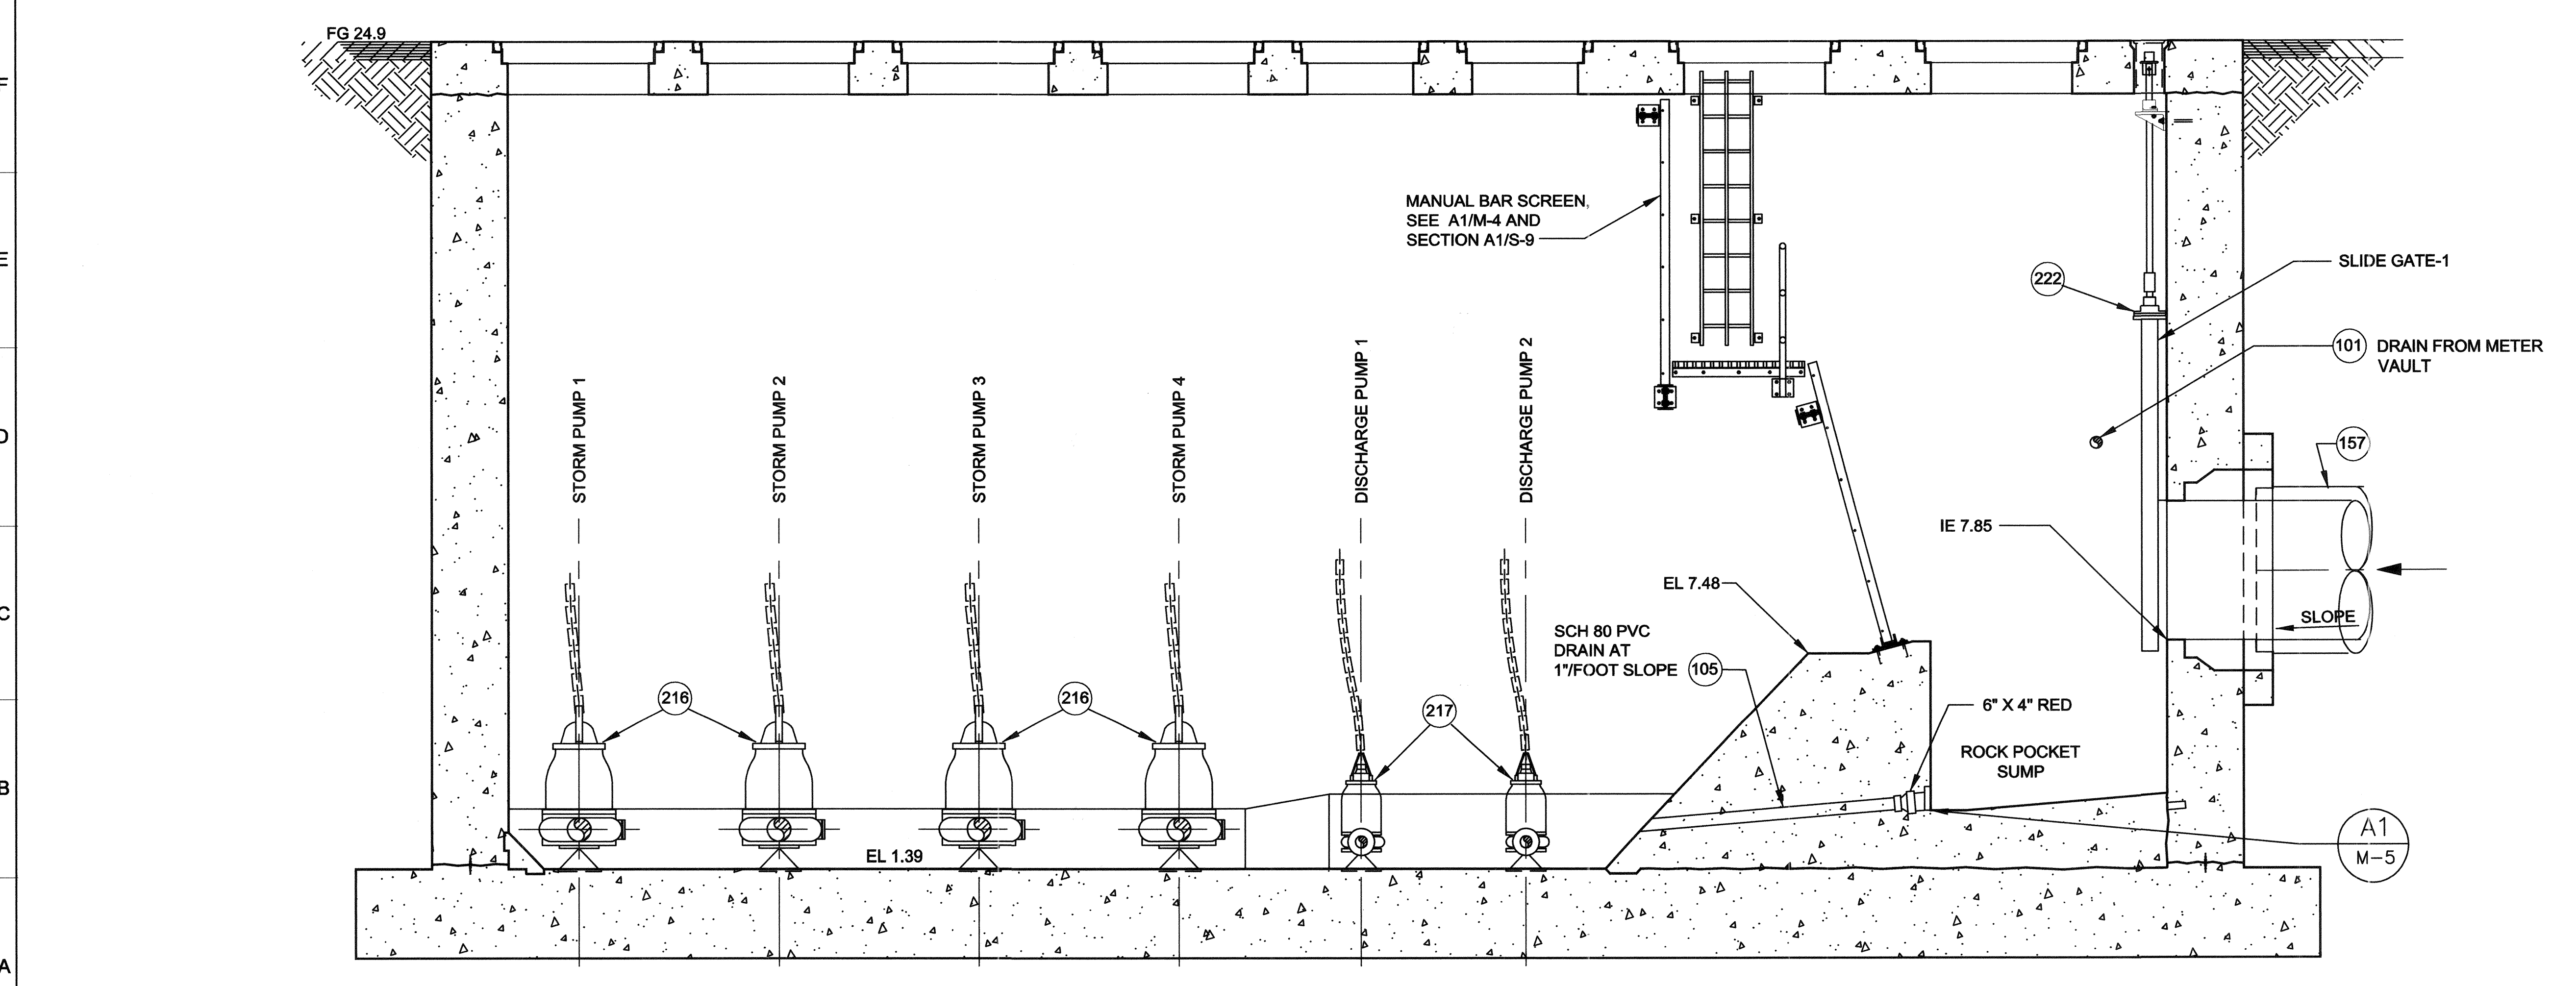 FG 24.9
F
MANUAL BAR SCREEN,
SEE A1/M-4 AND
SECTION A1/S-9
E
SLIDE GATE-1
222
101 DRAIN FROM METER
VAULT
D
STORM PUMP 1
STORM PUMP 2
STORM PUMP 3
STORM PUMP 4
DISCHARGE PUMP 1
DISCHARGE PUMP 2
157
IE 7.85
EL 7.48
C
SLOPE
SCH 80 PVC
DRAIN AT
1"/FOOT SLOPE 105
216
216
217
6" X 4" RED
ROCK POCKET
SUMP
B
A1
M-5
EL 1.39
A